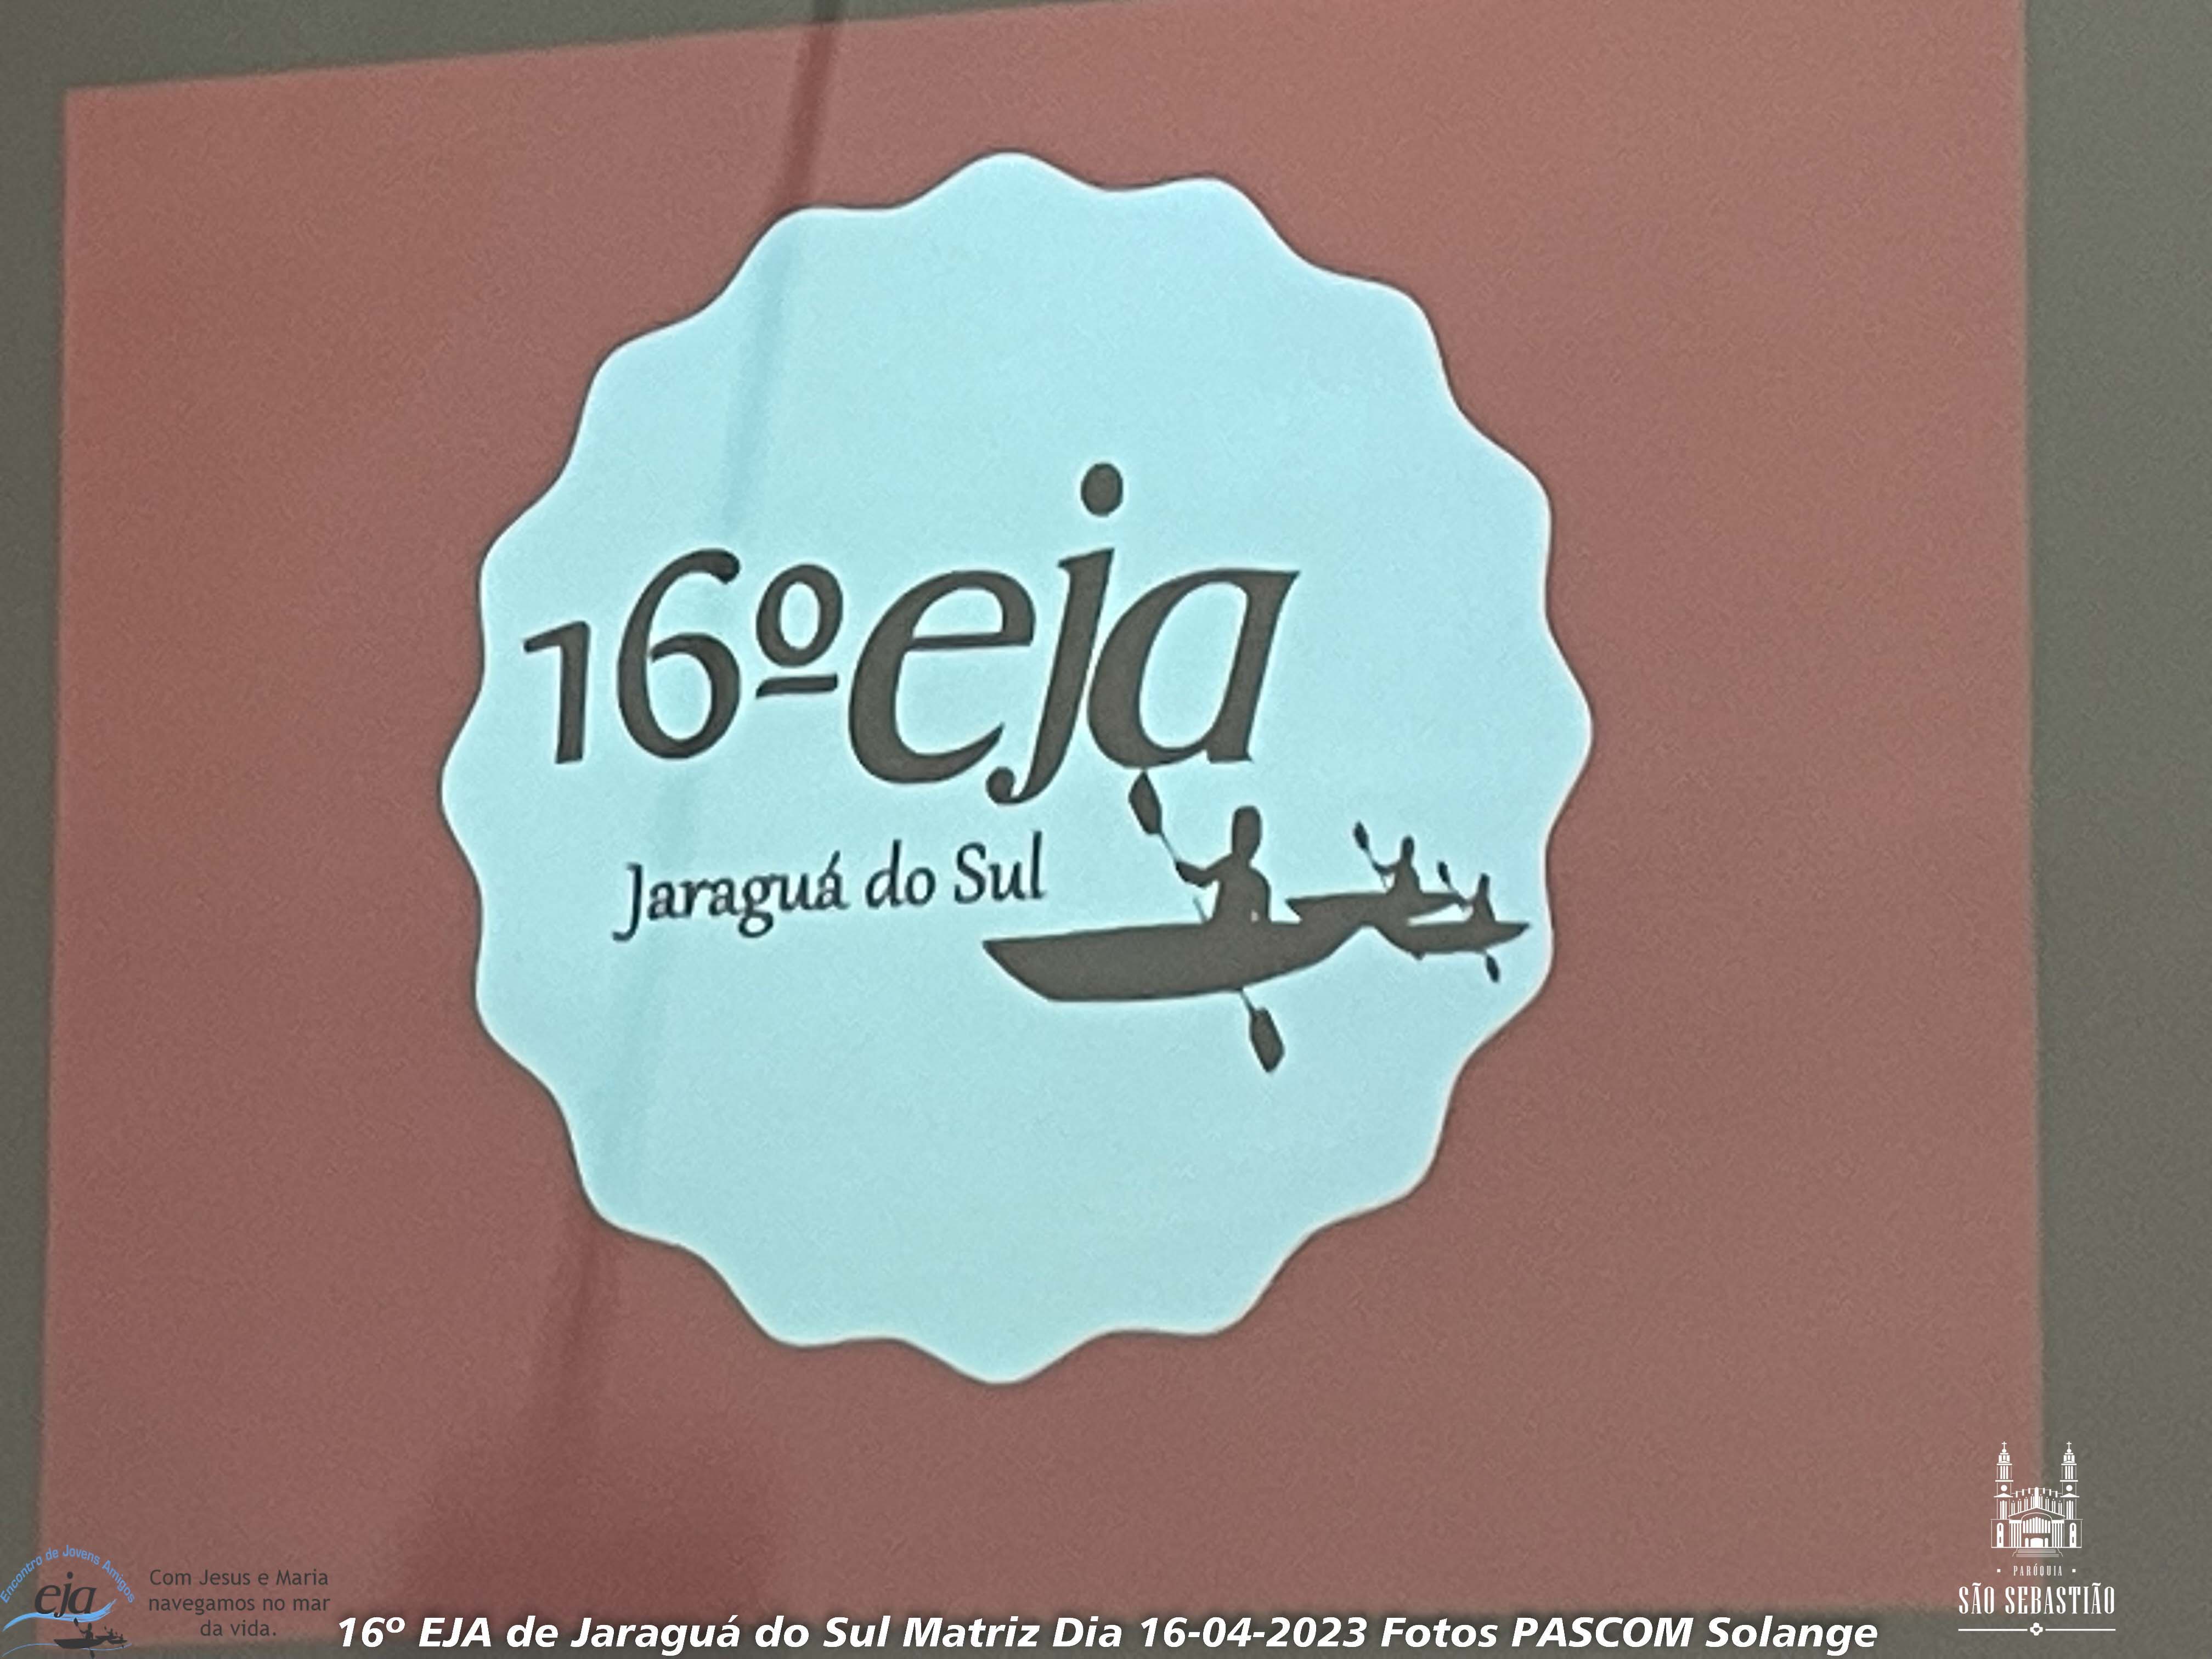 16º eja
Jaraguá do Sul
Encontro de Jovens Amigos
eja
Com Jesus e Maria
navegamos no mar
da vida.
16º EJA de Jaraguá do Sul Matriz Dia 16-04-2023 Fotos PASCOM Solange
PARÓQUIA
SÃO SEBASTIÃO